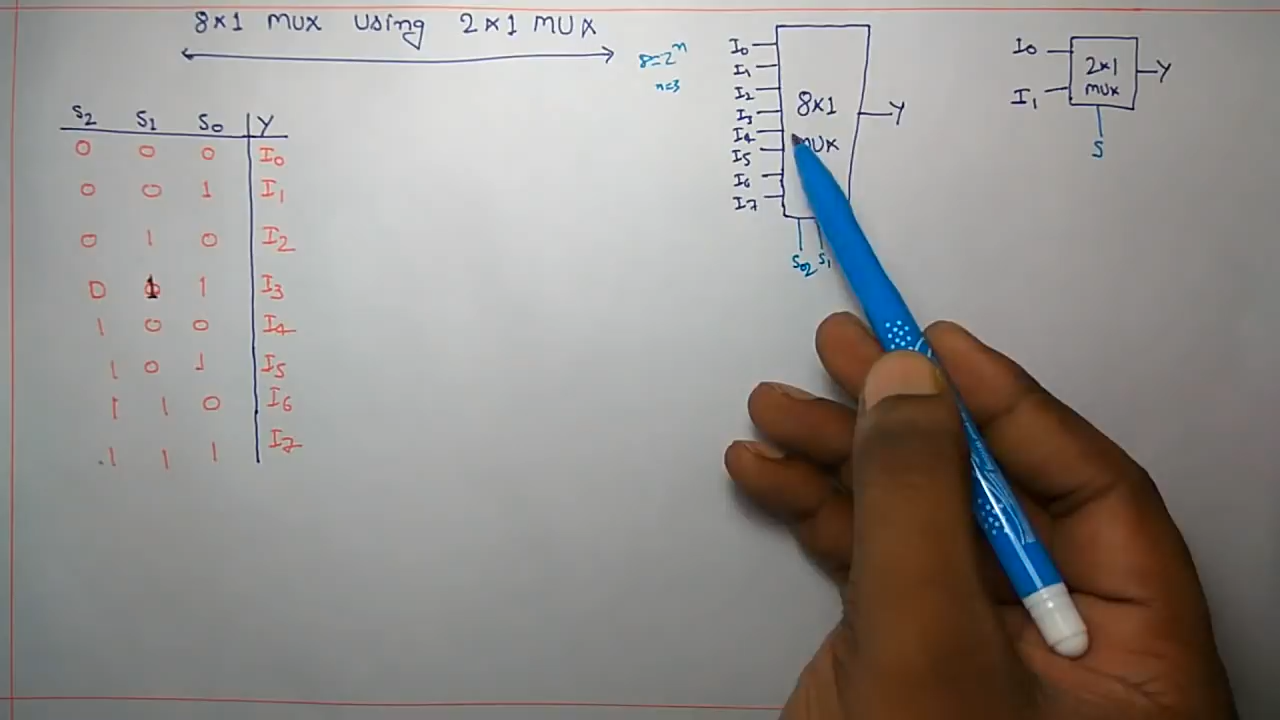 8×1 MUX using 2×1 MUX
8=2ⁿ
n=3
S₂ S₁ S₀ Y
0 0 0 I₀
0 0 1 I₁
0 1 0 I₂
0 1 1 I₃
1 0 0 I₄
1 0 1 I₅
1 1 0 I₆
1 1 1 I₇
I₀
I₁
I₂
I₃
I₄
I₅
I₆
I₇
8×1
MUX
Y
S₁
I₀
I₁
2×1
MUX
Y
S